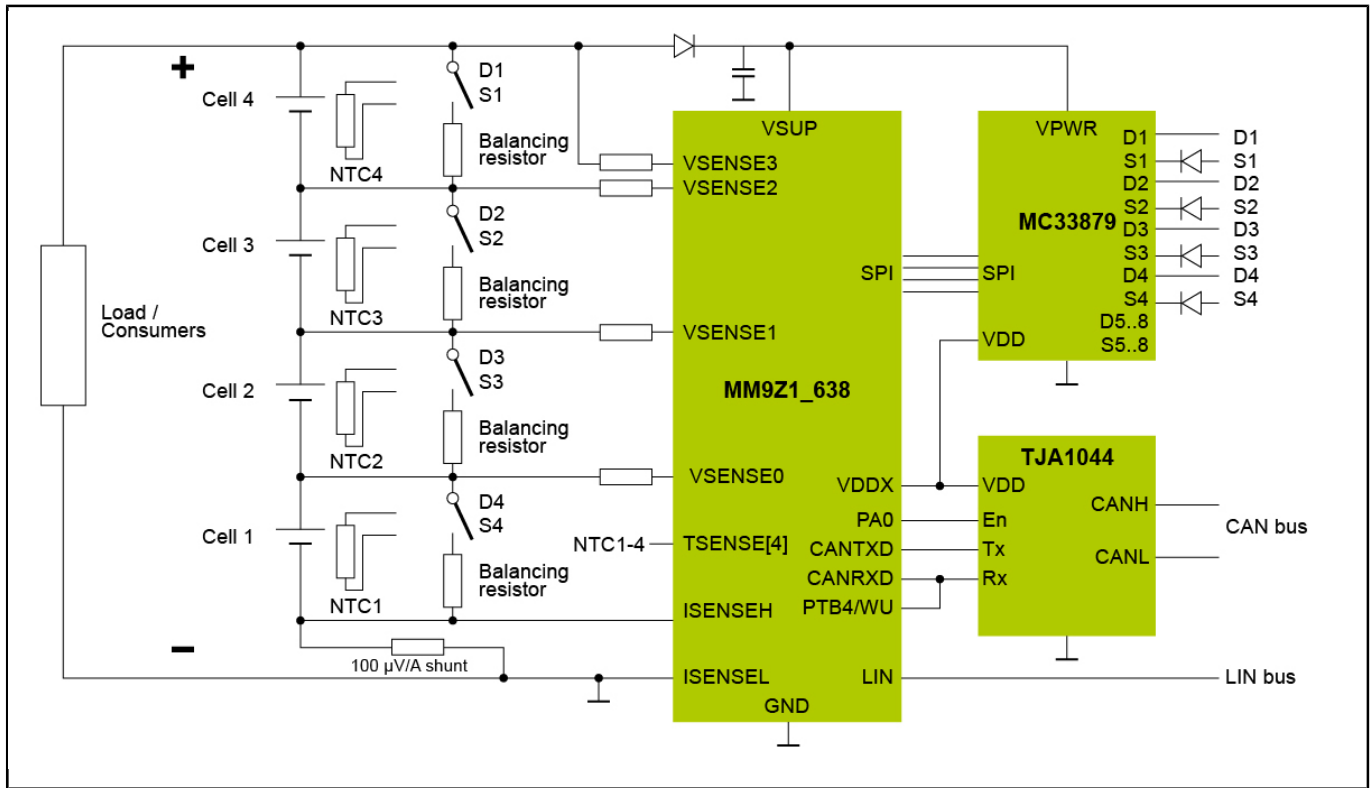 +
Cell 4
NTC4
D1
S1
Balancing
resistor
Cell 3
NTC3
D2
S2
Balancing
resistor
Load /
Consumers
Cell 2
NTC2
D3
S3
Balancing
resistor
Cell 1
NTC1
D4
S4
Balancing
resistor
NTC1-4
–
100 µV/A shunt
VSUP
VSENSE3
VSENSE2
SPI
VSENSE1
MM9Z1_638
VSENSE0
VDDX
PA0
TSENSE[4]
CANTXD
CANRXD
ISENSEH
PTB4/WU
ISENSEL
LIN
GND
VPWR
D1
S1
D2
S2
MC33879
D3
S3
SPI
D4
S4
D5..8
VDD
S5..8
D1
S1
D2
S2
D3
S3
D4
S4
TJA1044
VDD
CANH
En
Tx
CANL
Rx
CAN bus
LIN bus